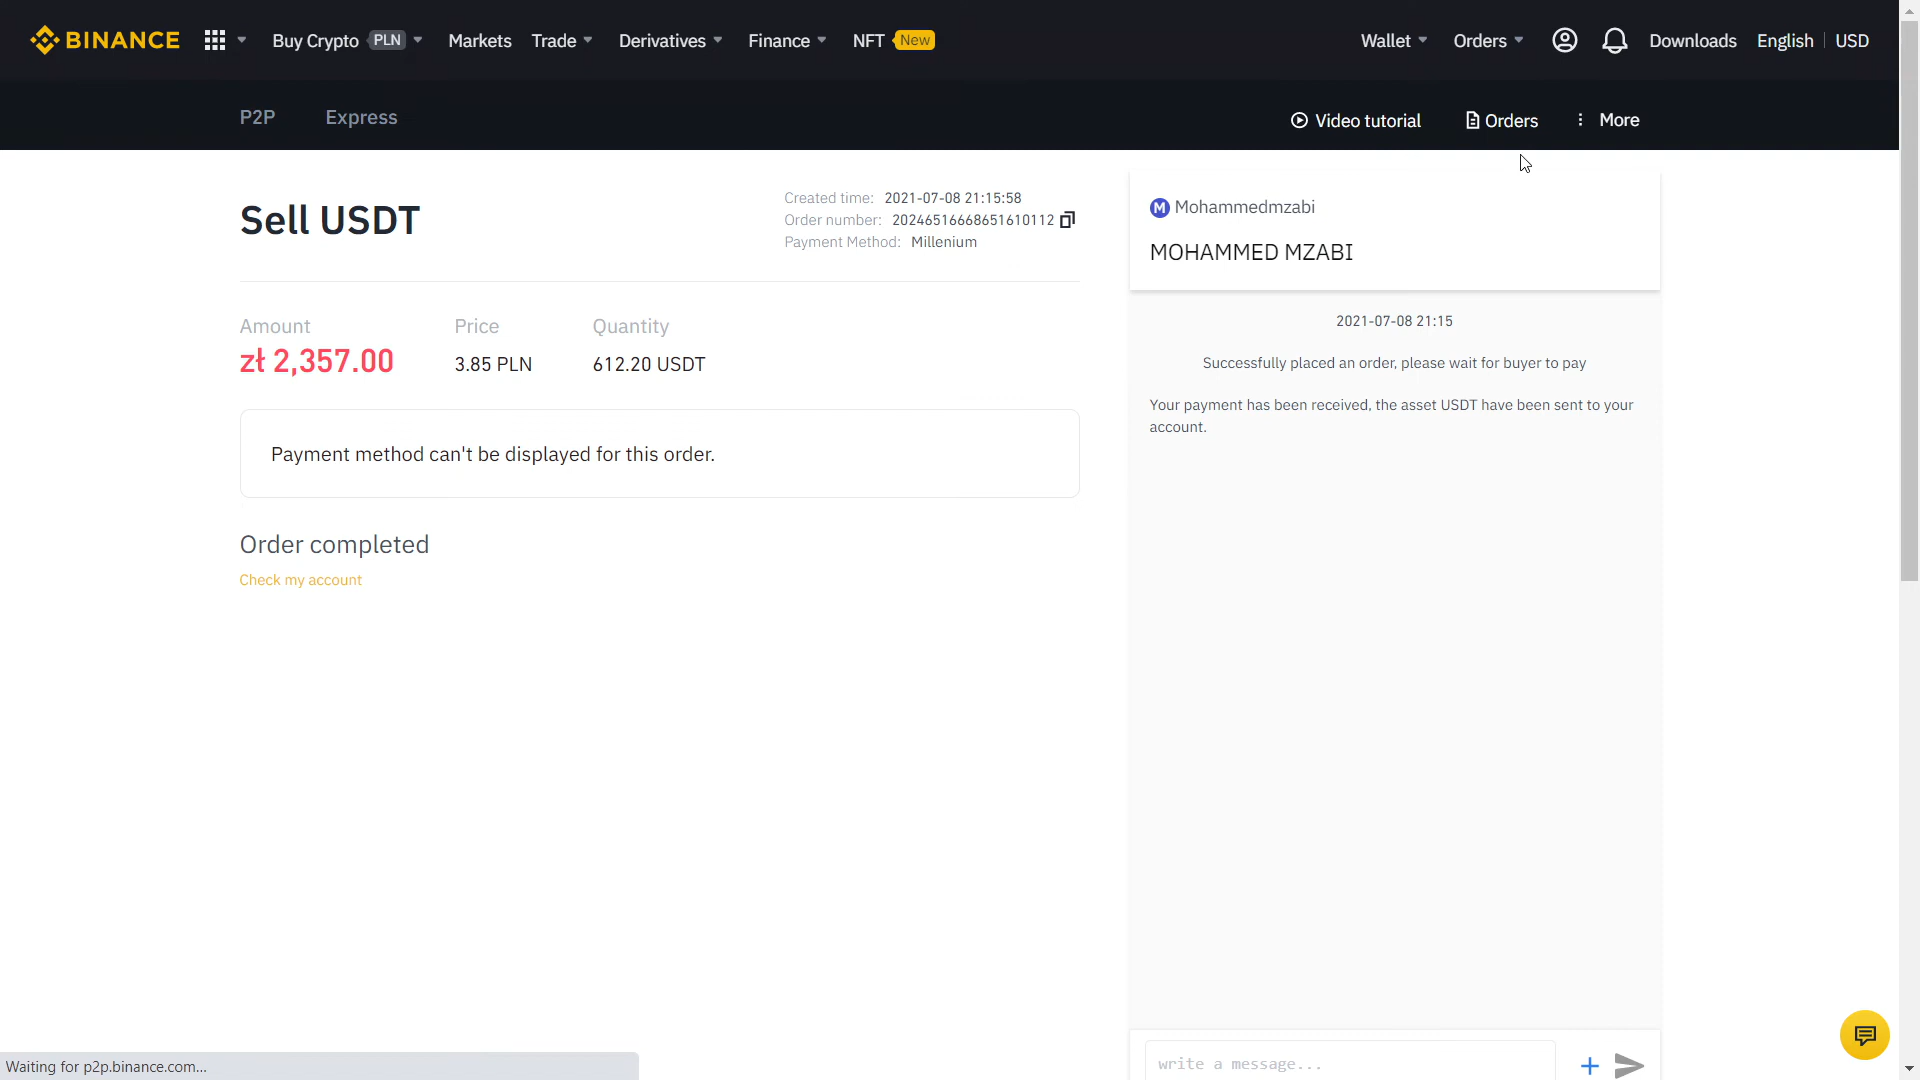 BINANCE
Buy Crypto PLN
Markets
Trade
Derivatives
Finance
NFT New
Wallet
Orders
Downloads
English
USD
P2P
Express
Video tutorial
Orders
More
Sell USDT
Created time: 2021-07-08 21:15:58
Order number: 20246516668651610112
Payment Method: Millenium
Amount
zł 2,357.00
Price
3.85 PLN
Quantity
612.20 USDT
Payment method can't be displayed for this order.
Order completed
Check my account
M Mohammedmzabi
MOHAMMED MZABI
2021-07-08 21:15
Successfully placed an order, please wait for buyer to pay
Your payment has been received, the asset USDT have been sent to your
account.
write a message...
Waiting for p2p.binance.com...